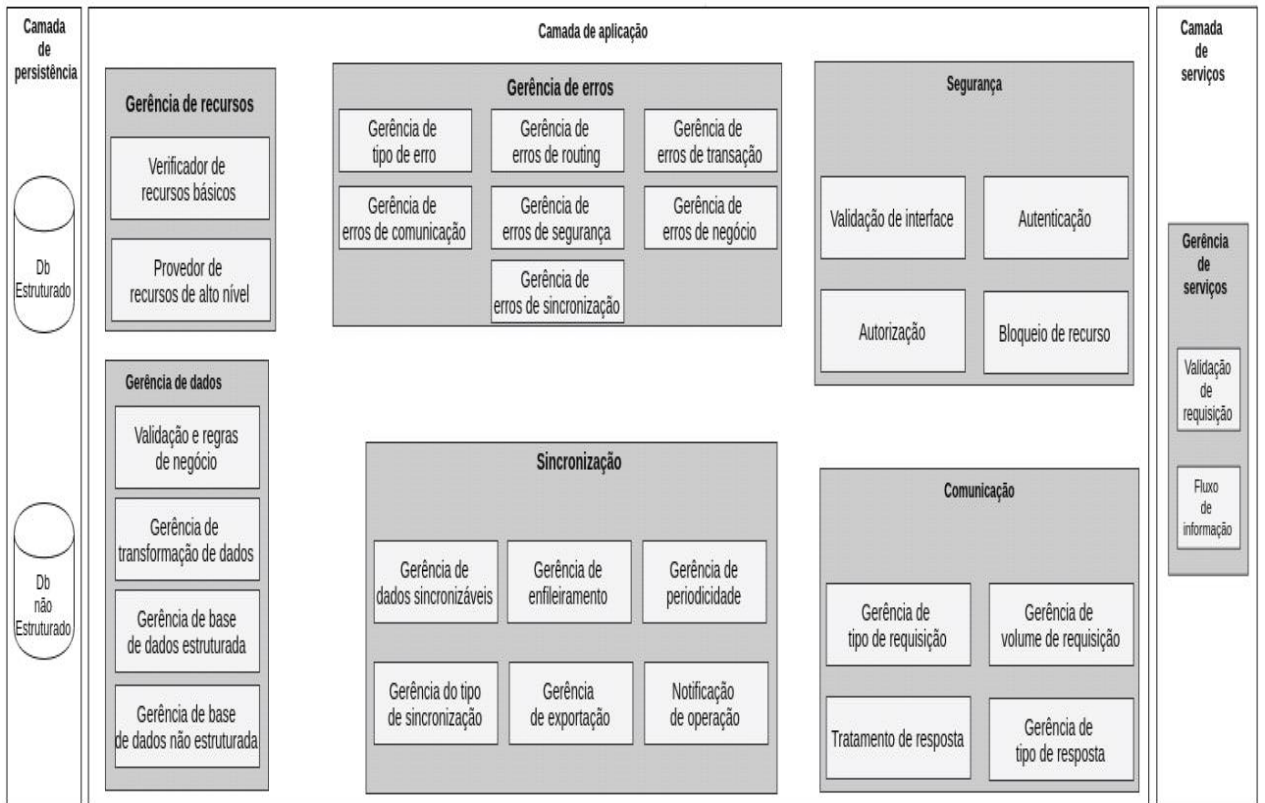 Camada
de
persistência
Db
Estruturado
Db
não
Estruturado
Camada de aplicação
Gerência de recursos
Verificador de
recursos básicos
Provedor de
recursos de alto nível
Gerência de erros
Gerência de
tipo de erro
Gerência de
erros de routing
Gerência de
erros de transação
Gerência de
erros de comunicação
Gerência de
erros de segurança
Gerência de
erros de negócio
Gerência de
erros de sincronização
Segurança
Validação de interface
Autenticação
Autorização
Bloqueio de recurso
Gerência de dados
Validação e regras
de negócio
Gerência de
transformação de dados
Gerência de base
de dados estruturada
Gerência de base
de dados não estruturada
Sincronização
Gerência de
dados sincronizáveis
Gerência de
enfileiramento
Gerência de
periodicidade
Gerência do tipo
de sincronização
Gerência
de exportação
Notificação
de operação
Comunicação
Gerência de
tipo de requisição
Gerência de
volume de requisição
Tratamento de resposta
Gerência de
tipo de resposta
Camada
de
serviços
Gerência
de
serviços
Validação
de
requisição
Fluxo
de
informação